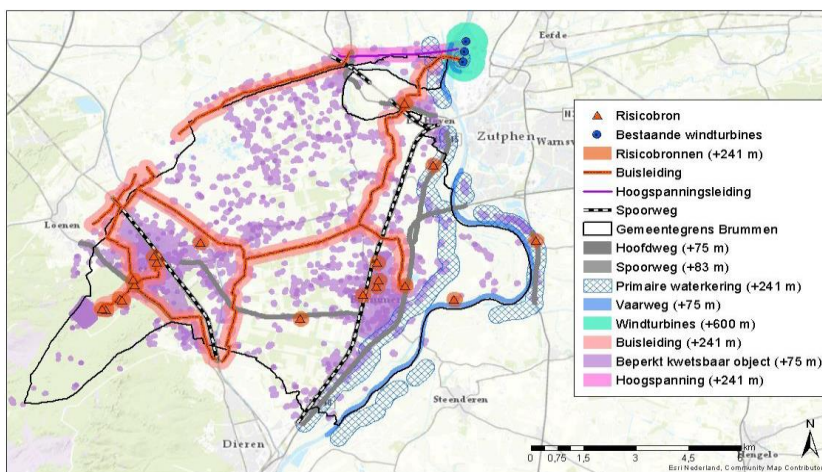 Eefde
Zutphen
Warnsv
Loenen
Steenderen
Dieren
Risicobron
Bestaande windturbines
Risicobronnen (+241 m)
Buisleiding
Hoogspanningsleiding
Spoorweg
Gemeentegrens Brummen
Hoofdweg (+75 m)
Spoorweg (+83 m)
Primaire waterkering (+241 m)
Vaarweg (+75 m)
Windturbines (+600 m)
Buisleiding (+241 m)
Beperkt kwetsbaar object (+75 m)
Hoogspanning (+241 m)
N
km
0 0,75 1,5 3 4,5 6
Hengelo
Esri Nederland, Community Map Contributor